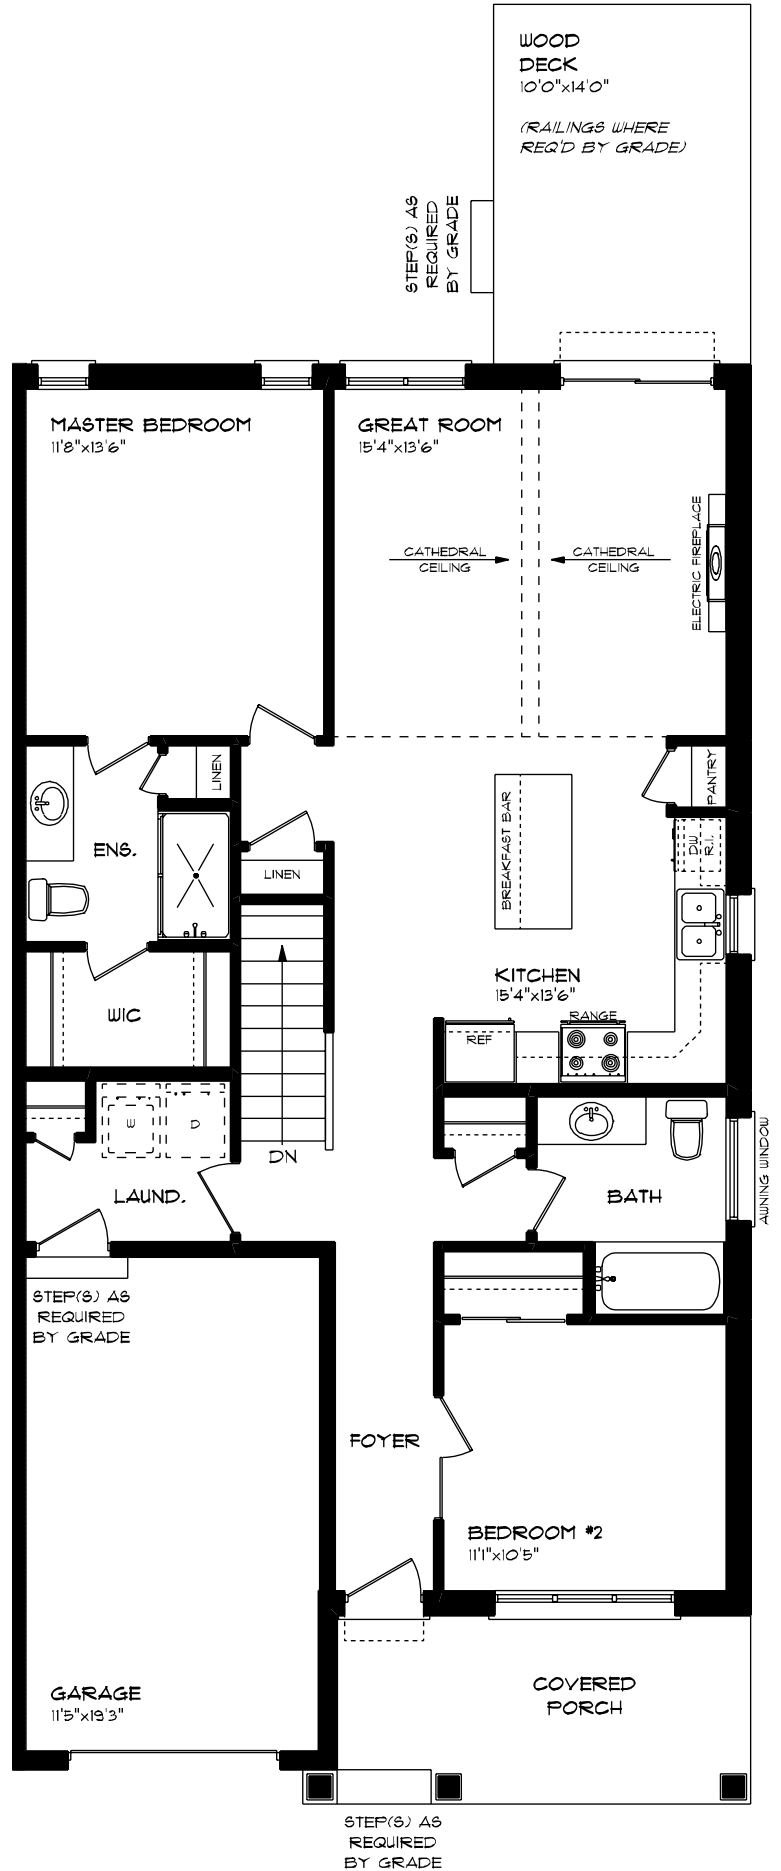 WOOD
DECK
10'0"x14'0"
(RAILINGS WHERE
REQ'D BY GRADE)
STEP(S) AS
REQUIRED
BY GRADE
MASTER BEDROOM
11'8"x13'6"
GREAT ROOM
15'4"x13'6"
CATHEDRAL
CEILING
CATHEDRAL
CEILING
ELECTRIC FIREPLACE
LINEN
PANTRY
ENS.
LINEN
BREAKFAST BAR
DW
R.I.
WIC
KITCHEN
15'4"x13'6"
RANGE
REF
W
D
DN
LAUND.
BATH
AWNING WINDOW
STEP(S) AS
REQUIRED
BY GRADE
FOYER
BEDROOM #2
11'1"x10'5"
GARAGE
11'5"x19'3"
COVERED
PORCH
STEP(S) AS
REQUIRED
BY GRADE